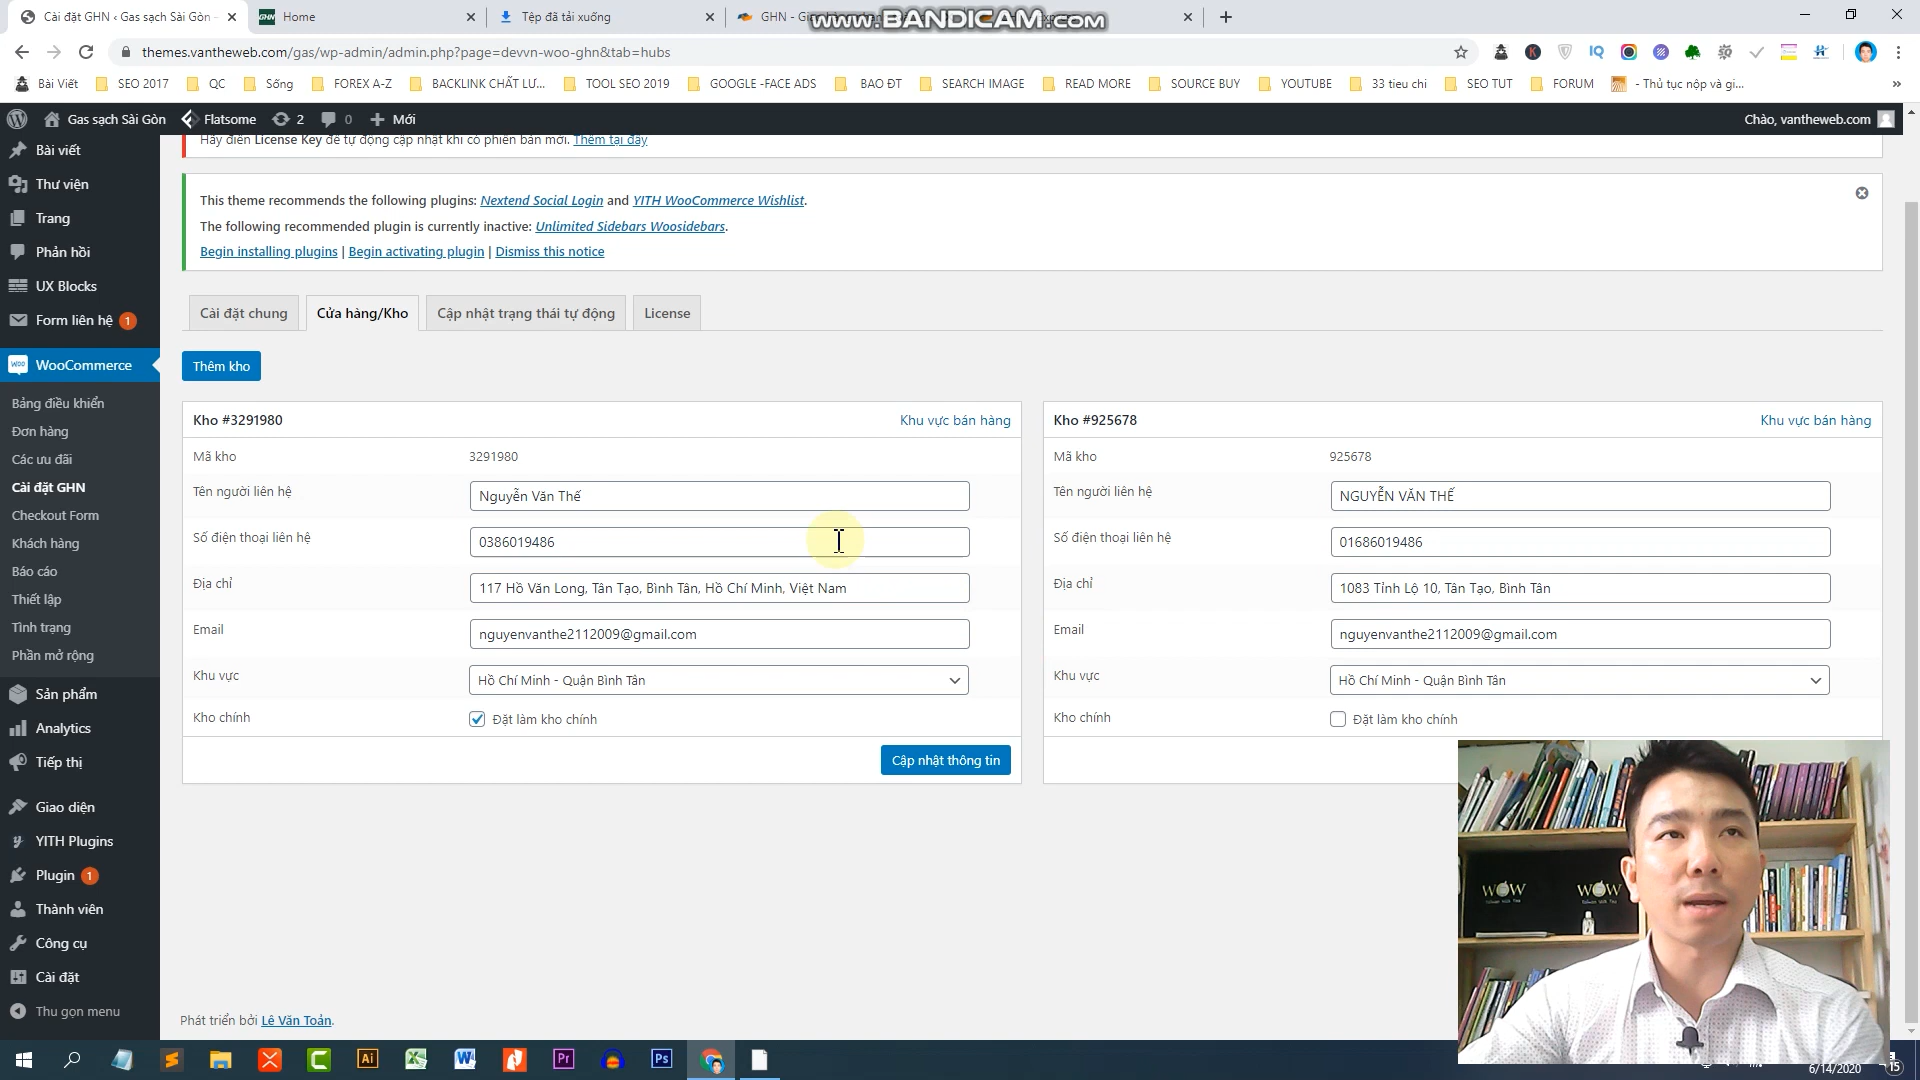 Cài đặt GHN ‹ Gas sạch Sài Gòn
Home
Tệp đã tải xuống
www.BANDICAM.com
themes.vantheweb.com/gas/wp-admin/admin.php?page=devvn-woo-ghn&tab=hubs
Bài Viết
SEO 2017
QC
Sống
FOREX A-Z
BACKLINK CHẤT LƯ...
TOOL SEO 2019
GOOGLE -FACE ADS
BAO ĐT
SEARCH IMAGE
READ MORE
SOURCE BUY
YOUTUBE
33 tieu chi
SEO TUT
FORUM
- Thủ tục nộp và gi...
Gas sạch Sài Gòn
Flatsome
2
0
Mới
Chào, vantheweb.com
Bài viết
Thư viện
Trang
Phản hồi
UX Blocks
Form liên hệ 1
WooCommerce
Bảng điều khiển
Đơn hàng
Các ưu đãi
Cài đặt GHN
Checkout Form
Khách hàng
Báo cáo
Thiết lập
Tình trạng
Phần mở rộng
Sản phẩm
Analytics
Tiếp thị
Giao diện
YITH Plugins
Plugin 1
Thành viên
Công cụ
Cài đặt
Thu gọn menu
Hãy điền License Key để tự động cập nhật khi có phiên bản mới. Thêm tại đây
This theme recommends the following plugins: Nextend Social Login and YITH WooCommerce Wishlist.
The following recommended plugin is currently inactive: Unlimited Sidebars Woosidebars.
Begin installing plugins | Begin activating plugin | Dismiss this notice
Cài đặt chung
Cửa hàng/Kho
Cập nhật trạng thái tự động
License
Thêm kho
Kho #3291980
Khu vực bán hàng
Mã kho
3291980
Tên người liên hệ
Nguyễn Văn Thế
Số điện thoại liên hệ
0386019486
Địa chỉ
117 Hồ Văn Long, Tân Tạo, Bình Tân, Hồ Chí Minh, Việt Nam
Email
nguyenvanthe2112009@gmail.com
Khu vực
Hồ Chí Minh - Quận Bình Tân
Kho chính
Đặt làm kho chính
Cập nhật thông tin
Kho #925678
Khu vực bán hàng
Mã kho
925678
Tên người liên hệ
NGUYỄN VĂN THẾ
Số điện thoại liên hệ
01686019486
Địa chỉ
1083 Tỉnh Lộ 10, Tân Tạo, Bình Tân
Email
nguyenvanthe2112009@gmail.com
Khu vực
Hồ Chí Minh - Quận Bình Tân
Kho chính
Đặt làm kho chính
WOW
WOW
Phát triển bởi Lê Văn Toản.
6/14/2020
15